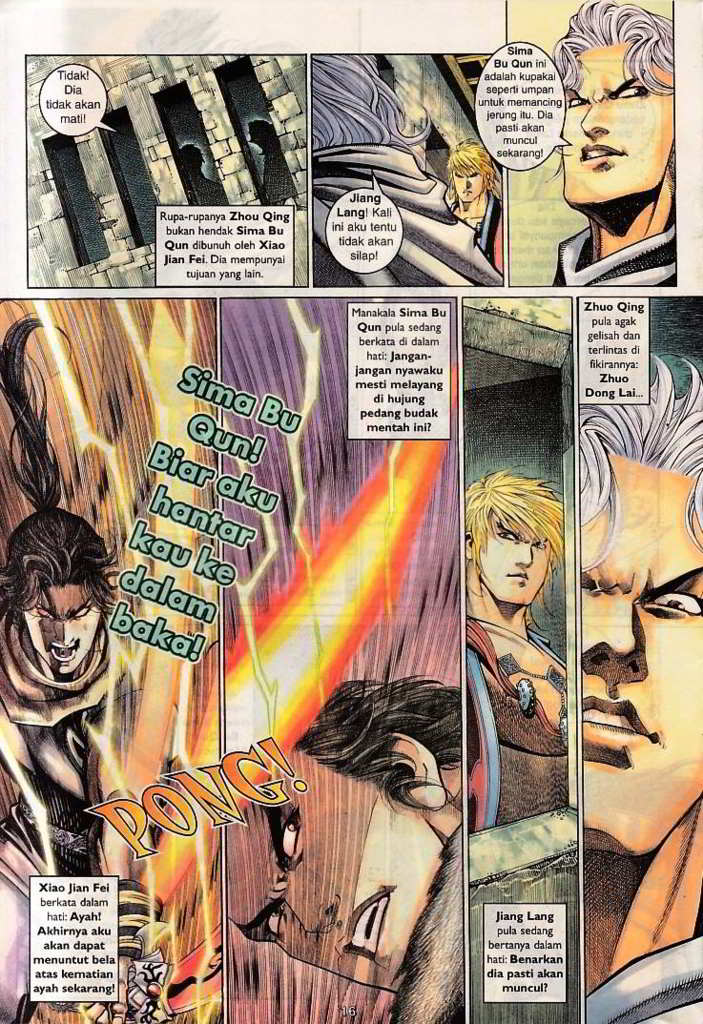 Tidak!
Dia
tidak akan
mati!
Rupa-rupanya Zhou Qing
bukan hendak Sima Bu
Qun dibunuh oleh Xiao
Jian Fei. Dia mempunyai
tujuan yang lain.
Jiang
Lang! Kali
ini aku tentu
tidak akan
silap!
Sima
Bu Qun ini
adalah kupakai
seperti umpan
untuk memancing
jerung itu. Dia
pasti akan
muncul
sekarang!
Sima Bu
Qun!
Biar aku
hantar
kau ke
dalam
baka!
PONG!
Xiao Jian Fei
berkata dalam
hati: Ayah!
Akhirnya aku
akan dapat
menuntut bela
atas kematian
ayah sekarang!
Manakala Sima Bu
Qun pula sedang
berkata di dalam
hati: Jangan-
jangan nyawaku
mesti melayang
di hujung
pedang budak
mentah ini?
Jiang Lang
pula sedang
bertanya dalam
hati: Benarkan
dia pasti akan
muncul?
Zhuo Qing
pula agak
gelisah dan
terlintas di
fikirannya:
Zhuo
Dong Lai...
16